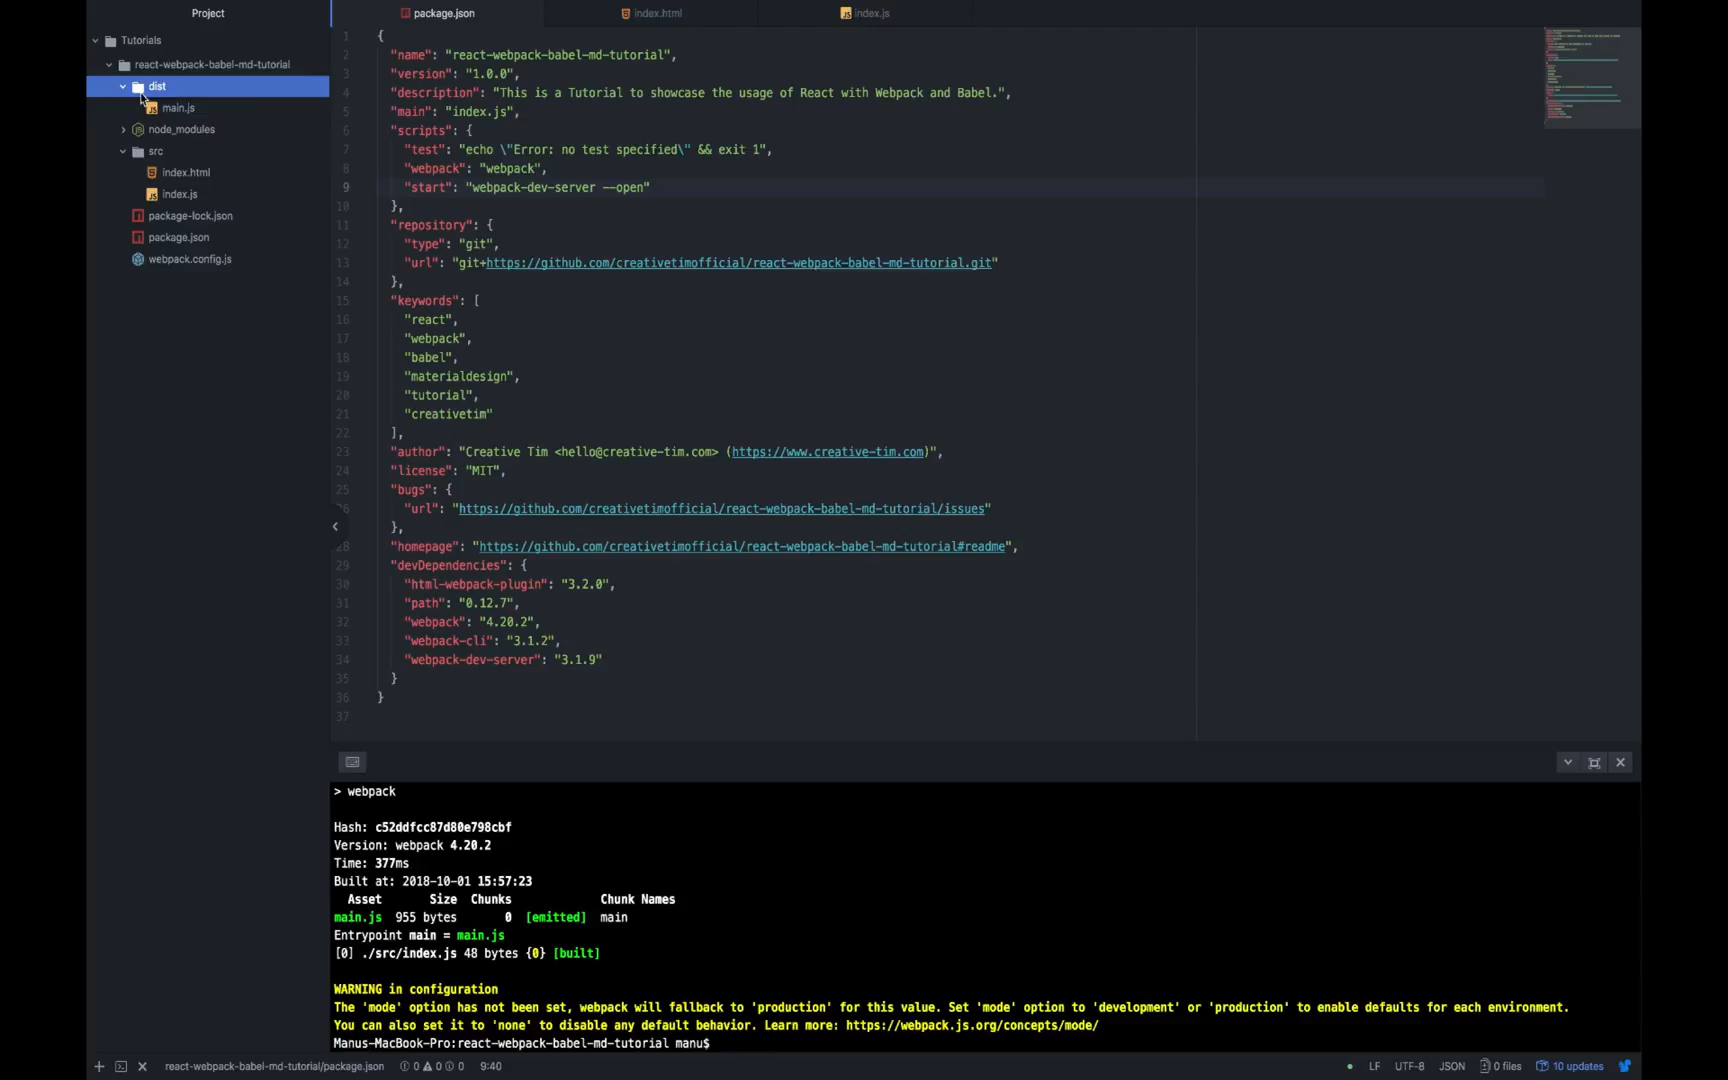 Project
package.json
index.html
index.js
Tutorials
react-webpack-babel-md-tutorial
dist
main.js
node_modules
src
index.html
index.js
package-lock.json
package.json
webpack.config.js
1 {
2 "name": "react-webpack-babel-md-tutorial",
3 "version": "1.0.0",
4 "description": "This is a Tutorial to showcase the usage of React with Webpack and Babel.",
5 "main": "index.js",
6 "scripts": {
7 "test": "echo \"Error: no test specified\" && exit 1",
8 "webpack": "webpack",
9 "start": "webpack-dev-server --open"
10 },
11 "repository": {
12 "type": "git",
13 "url": "git+https://github.com/creativetimofficial/react-webpack-babel-md-tutorial.git"
14 },
15 "keywords": [
16 "react",
17 "webpack",
18 "babel",
19 "materialdesign",
20 "tutorial",
21 "creativetim"
22 ],
23 "author": "Creative Tim <hello@creative-tim.com> (https://www.creative-tim.com)",
24 "license": "MIT",
25 "bugs": {
26 "url": "https://github.com/creativetimofficial/react-webpack-babel-md-tutorial/issues"
},
28 "homepage": "https://github.com/creativetimofficial/react-webpack-babel-md-tutorial#readme",
29 "devDependencies": {
30 "html-webpack-plugin": "3.2.0",
31 "path": "0.12.7",
32 "webpack": "4.20.2",
33 "webpack-cli": "3.1.2",
34 "webpack-dev-server": "3.1.9"
35 }
36 }
37
> webpack
Hash: c52ddfcc87d80e798cbf
Version: webpack 4.20.2
Time: 377ms
Built at: 2018-10-01 15:57:23
Asset Size Chunks Chunk Names
main.js 955 bytes 0 [emitted] main
Entrypoint main = main.js
[0] ./src/index.js 48 bytes {0} [built]
WARNING in configuration
The 'mode' option has not been set, webpack will fallback to 'production' for this value. Set 'mode' option to 'development' or 'production' to enable defaults for each environment.
You can also set it to 'none' to disable any default behavior. Learn more: https://webpack.js.org/concepts/mode/
Manus-MacBook-Pro:react-webpack-babel-md-tutorial manu$
react-webpack-babel-md-tutorial/package.json 0 0 0 9:40 LF UTF-8 JSON 0 files 10 updates